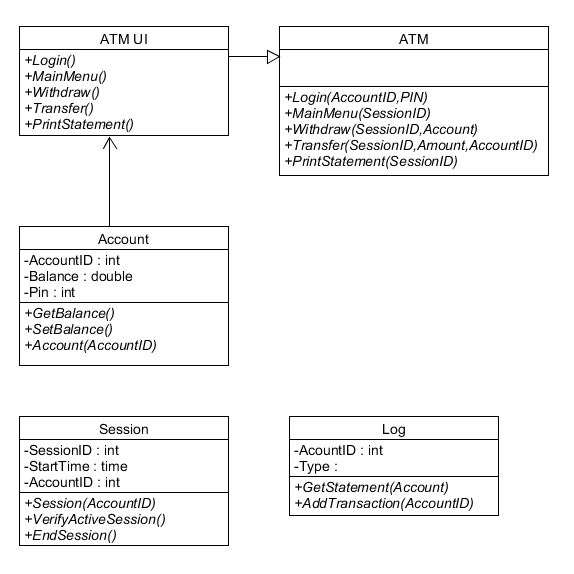 ATM UI
+Login()
+MainMenu()
+Withdraw()
+Transfer()
+PrintStatement()
ATM
+Login(AccountID,PIN)
+MainMenu(SessionID)
+Withdraw(SessionID,Account)
+Transfer(SessionID,Amount,AccountID)
+PrintStatement(SessionID)
Account
-AccountID : int
-Balance : double
-Pin : int
+GetBalance()
+SetBalance()
+Account(AccountID)
Session
-SessionID : int
-StartTime : time
-AccountID : int
+Session(AccountID)
+VerifyActiveSession()
+EndSession()
Log
-AcountID : int
-Type :
+GetStatement(Account)
+AddTransaction(AccountID)